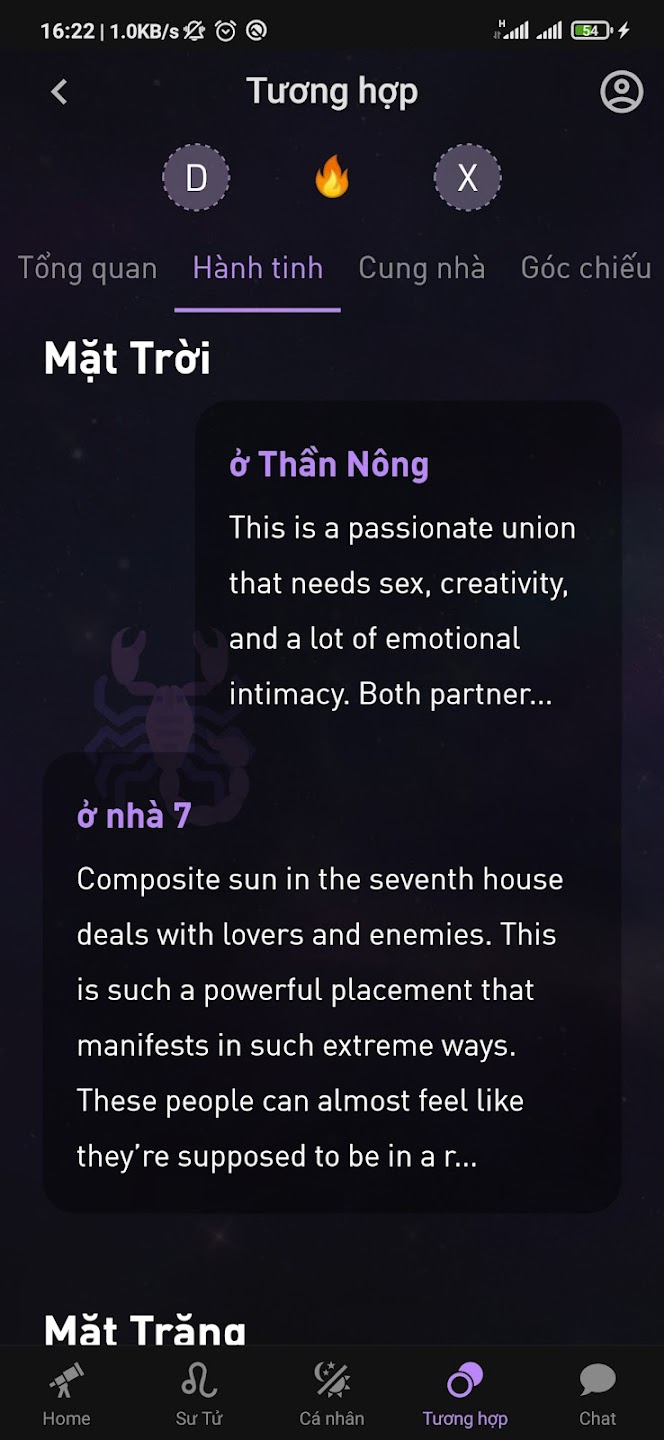 16:22 | 1.0KB/s
H
54
Tương hợp
D
X
Tổng quan
Hành tinh
Cung nhà
Góc chiếu
Mặt Trời
ở Thần Nông
This is a passionate union
that needs sex, creativity,
and a lot of emotional
intimacy. Both partner...
ở nhà 7
Composite sun in the seventh house
deals with lovers and enemies. This
is such a powerful placement that
manifests in such extreme ways.
These people can almost feel like
they’re supposed to be in a r...
Mặt Trăng
Home
Sư Tử
Cá nhân
Tương hợp
Chat